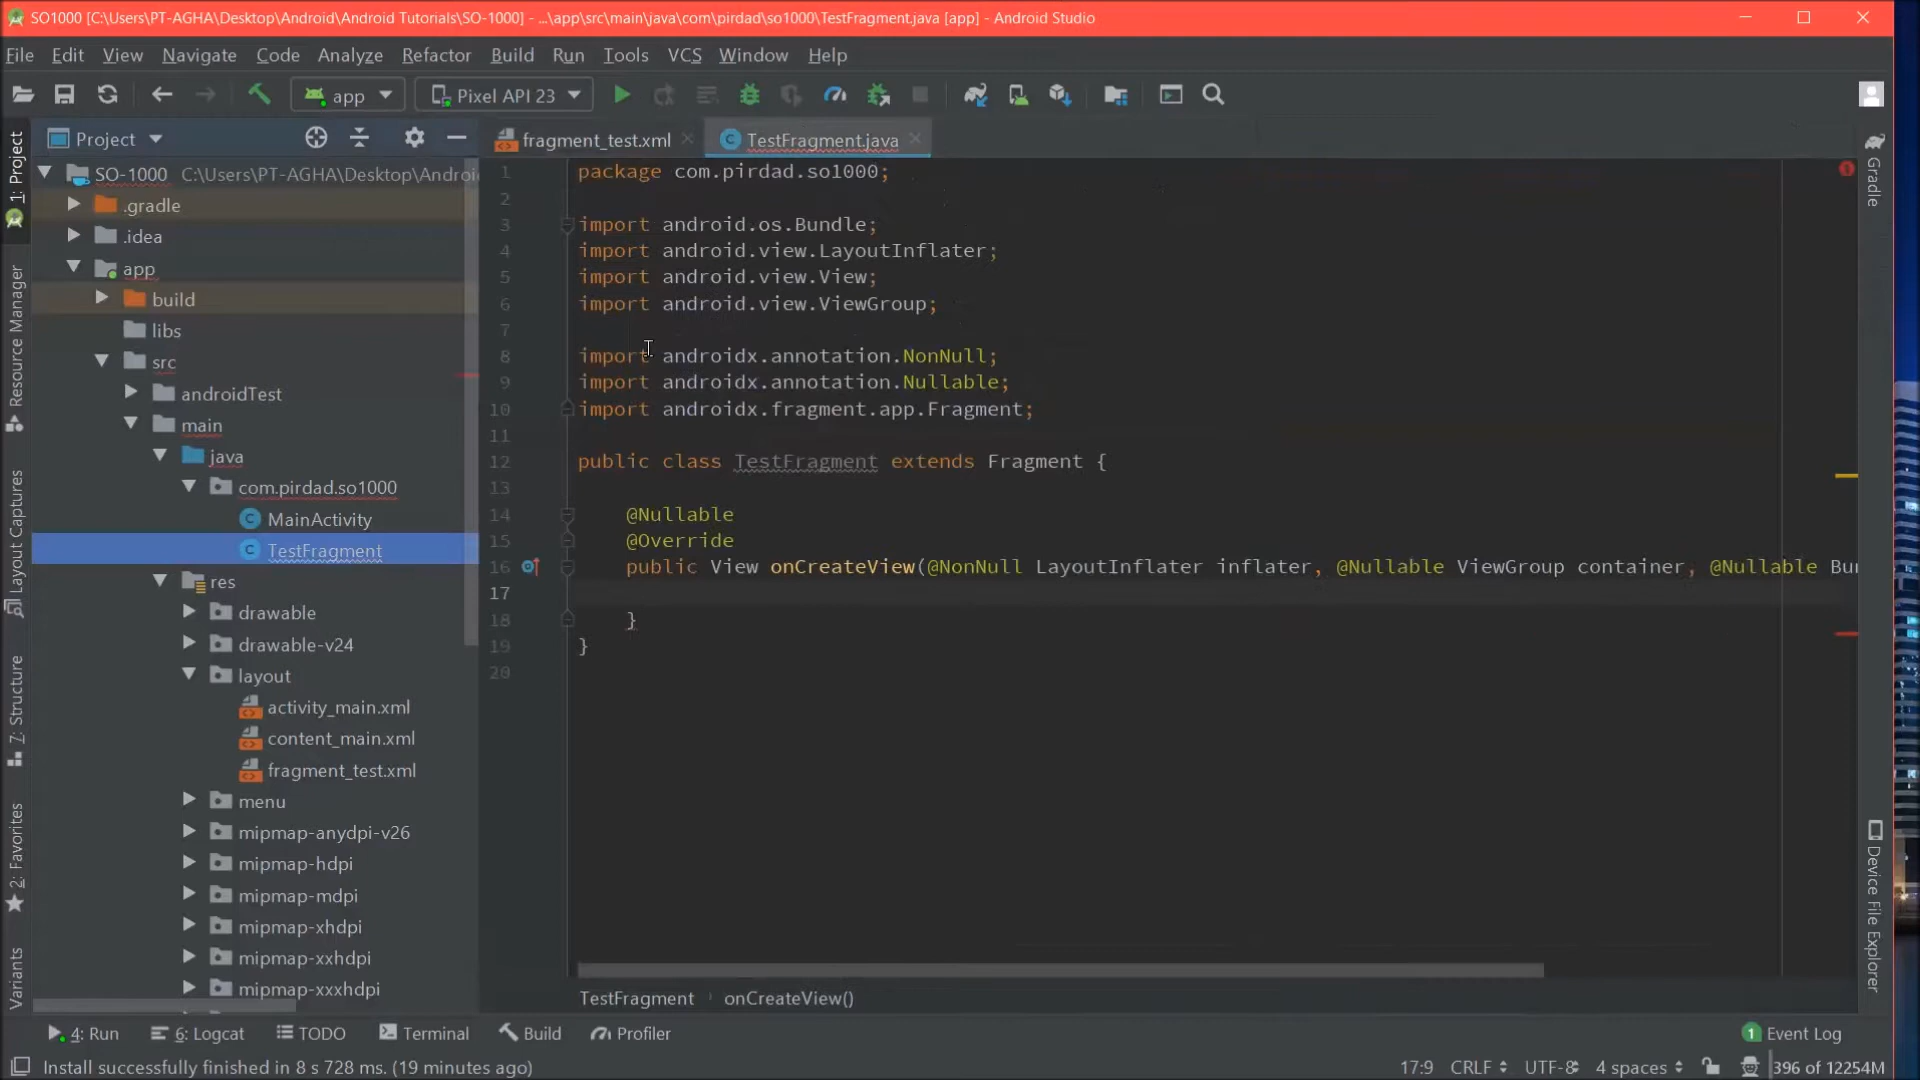 SO1000 [C:\Users\PT-AGHA\Desktop\Android\Android Tutorials\SO-1000] - ...\app\src\main\java\com\pirdad\so1000\TestFragment.java [app] - Android Studio
File Edit View Navigate Code Analyze Refactor Build Run Tools VCS Window Help
app Pixel API 23
Project
fragment_test.xml TestFragment.java
1: Project
Resource Manager
Layout Captures
7: Structure
2: Favorites
Variants
SO-1000 C:\Users\PT-AGHA\Desktop\Androi
.gradle
.idea
app
build
libs
src
androidTest
main
java
com.pirdad.so1000
MainActivity
TestFragment
res
drawable
drawable-v24
layout
activity_main.xml
content_main.xml
fragment_test.xml
menu
mipmap-anydpi-v26
mipmap-hdpi
mipmap-mdpi
mipmap-xhdpi
mipmap-xxhdpi
mipmap-xxxhdpi
1 package com.pirdad.so1000;
2
3 import android.os.Bundle;
4 import android.view.LayoutInflater;
5 import android.view.View;
6 import android.view.ViewGroup;
7
8 import androidx.annotation.NonNull;
9 import androidx.annotation.Nullable;
10 import androidx.fragment.app.Fragment;
11
12 public class TestFragment extends Fragment {
13
14 @Nullable
15 @Override
16 public View onCreateView(@NonNull LayoutInflater inflater, @Nullable ViewGroup container, @Nullable Bun
17
18 }
19 }
20
Gradle
Device File Explorer
TestFragment onCreateView()
4: Run 6: Logcat TODO Terminal Build Profiler 1 Event Log
Install successfully finished in 8 s 728 ms. (19 minutes ago) 17:9 CRLF UTF-8 4 spaces 396 of 12254M